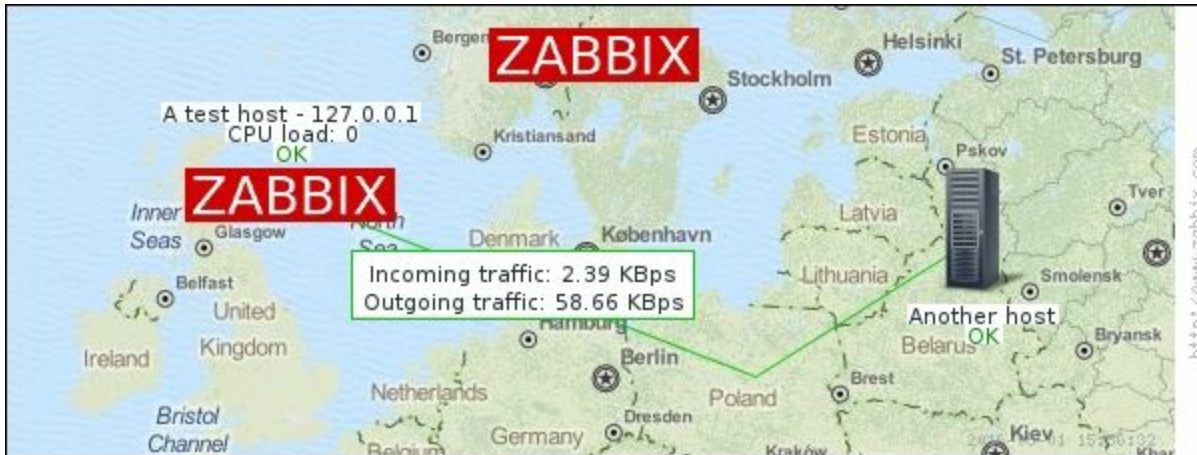 Bergen
ZABBIX
Helsinki
St. Petersburg
Stockholm
A test host - 127.0.0.1
CPU load: 0
OK
Kristiansand
Estonia
Pskov
ZABBIX
Tver
Inner
Seas
Glasgow
North
Sea
Latvia
Denmark
København
Incoming traffic: 2.39 KBps
Outgoing traffic: 58.66 KBps
Lithuania
Smolensk
Belfast
United
Kingdom
Another host
OK
Hamburg
Belarus
Bryansk
Ireland
Berlin
Netherlands
Poland
Brest
Bristol
Channel
Dresden
Germany
Belgium
Kraków
Kiev